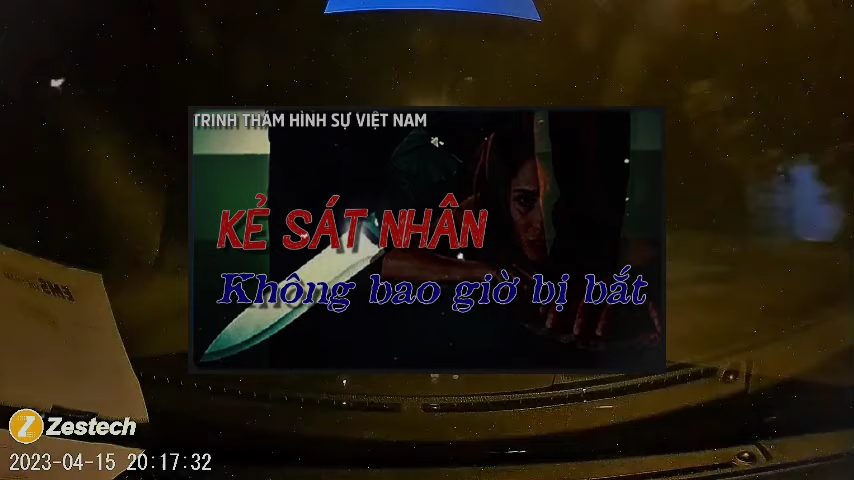 TRINH THÁM HÌNH SỰ VIỆT NAM
KẺ SÁT NHÂN
Không bao giờ bị bắt
Zestech
2023-04-15 20:17:32